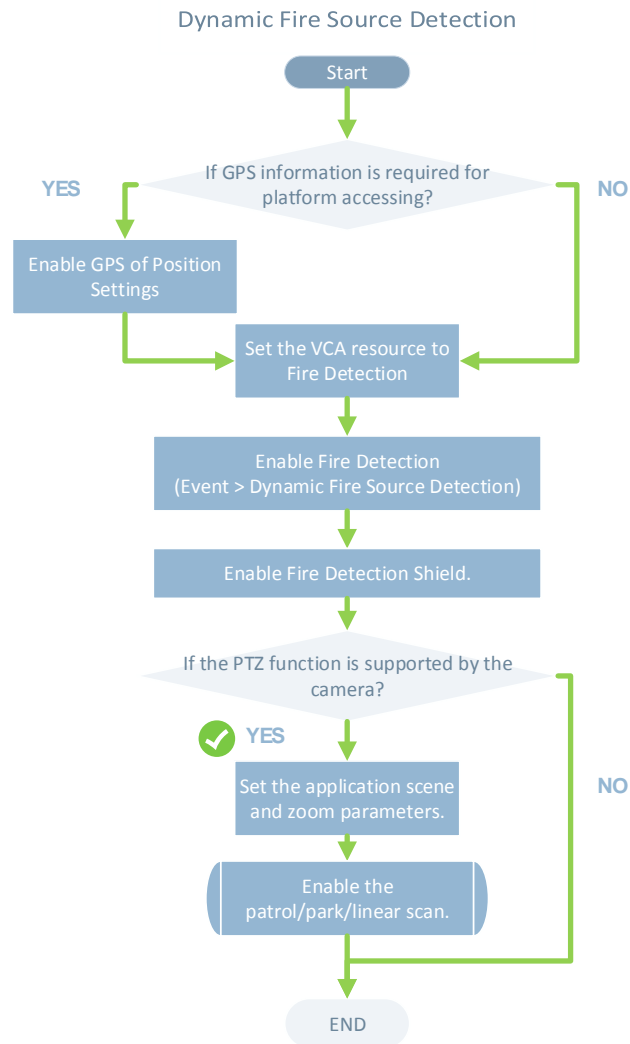 Dynamic Fire Source Detection
Start
If GPS information is required for
platform accessing?
YES
NO
Enable GPS of Position
Settings
Set the VCA resource to
Fire Detection
Enable Fire Detection
(Event > Dynamic Fire Source Detection)
Enable Fire Detection Shield.
If the PTZ function is supported by the
camera?
YES
NO
Set the application scene
and zoom parameters.
Enable the
patrol/park/linear scan.
END